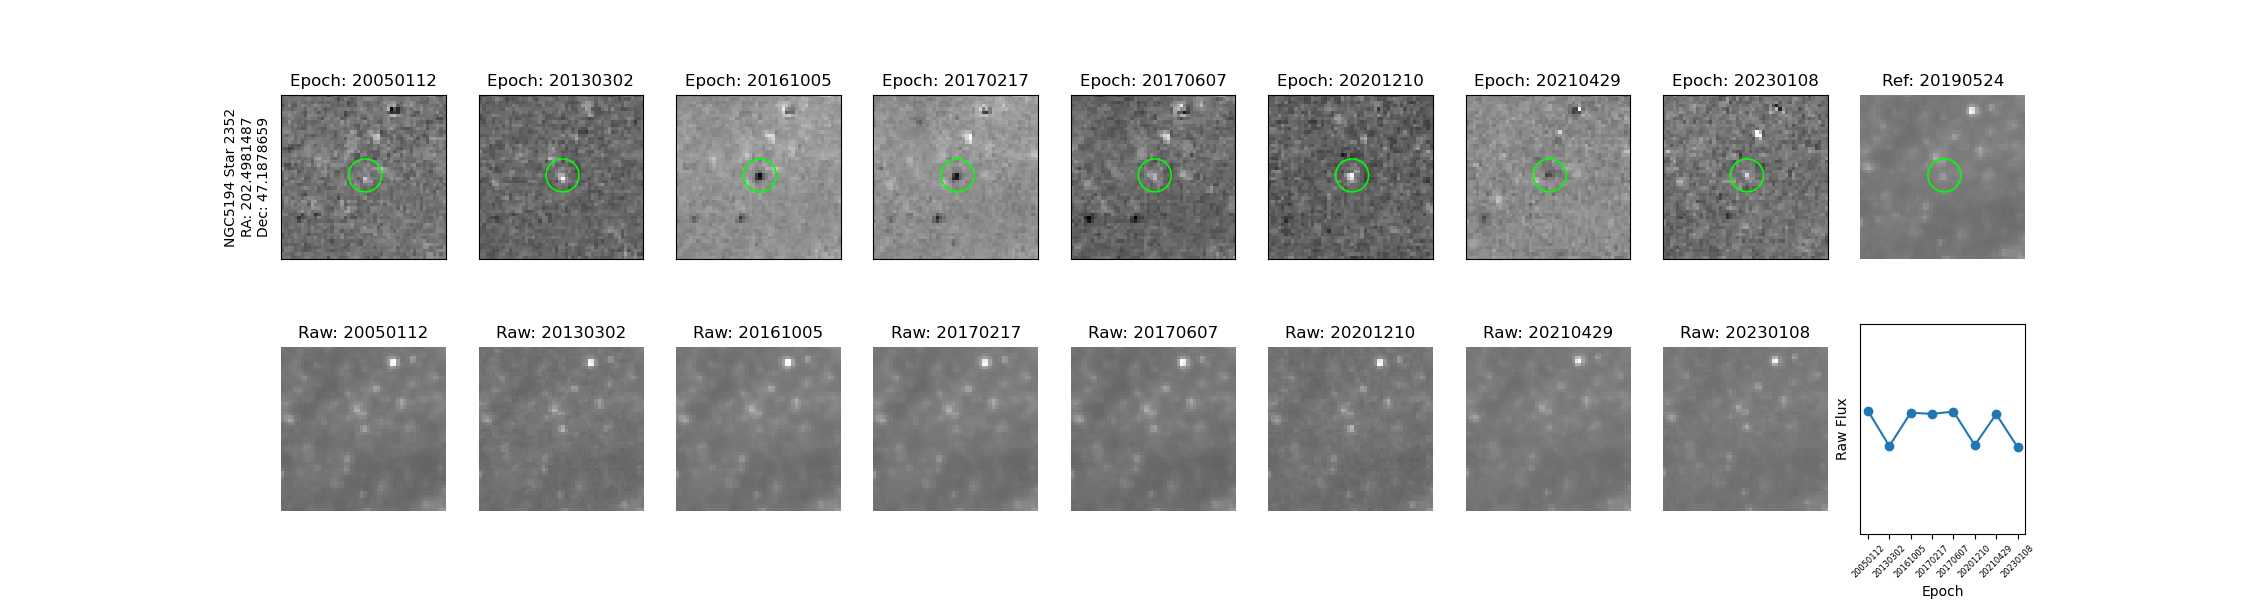 NGC5194 Star 2352
RA: 202.4981487
Dec: 47.1878659
Epoch: 20050112
Epoch: 20130302
Epoch: 20161005
Epoch: 20170217
Epoch: 20170607
Epoch: 20201210
Epoch: 20210429
Epoch: 20230108
Ref: 20190524
Raw: 20050112
Raw: 20130302
Raw: 20161005
Raw: 20170217
Raw: 20170607
Raw: 20201210
Raw: 20210429
Raw: 20230108
Raw Flux
20050112
20130302
20161005
20170217
20170607
20201210
20210429
20230108
Epoch